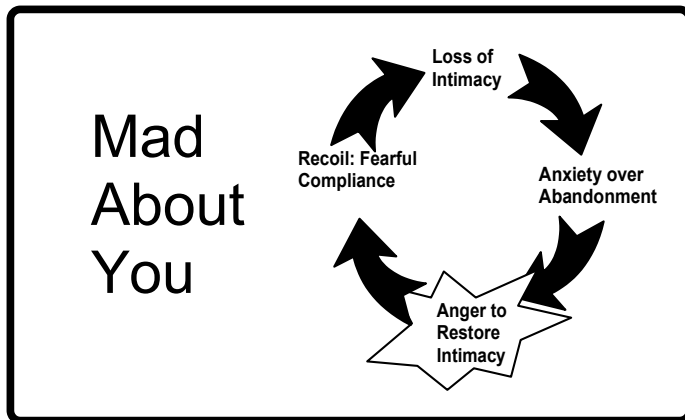 Mad
About
You
Loss of
Intimacy
Anxiety over
Abandonment
Anger to
Restore
Intimacy
Recoil: Fearful
Compliance